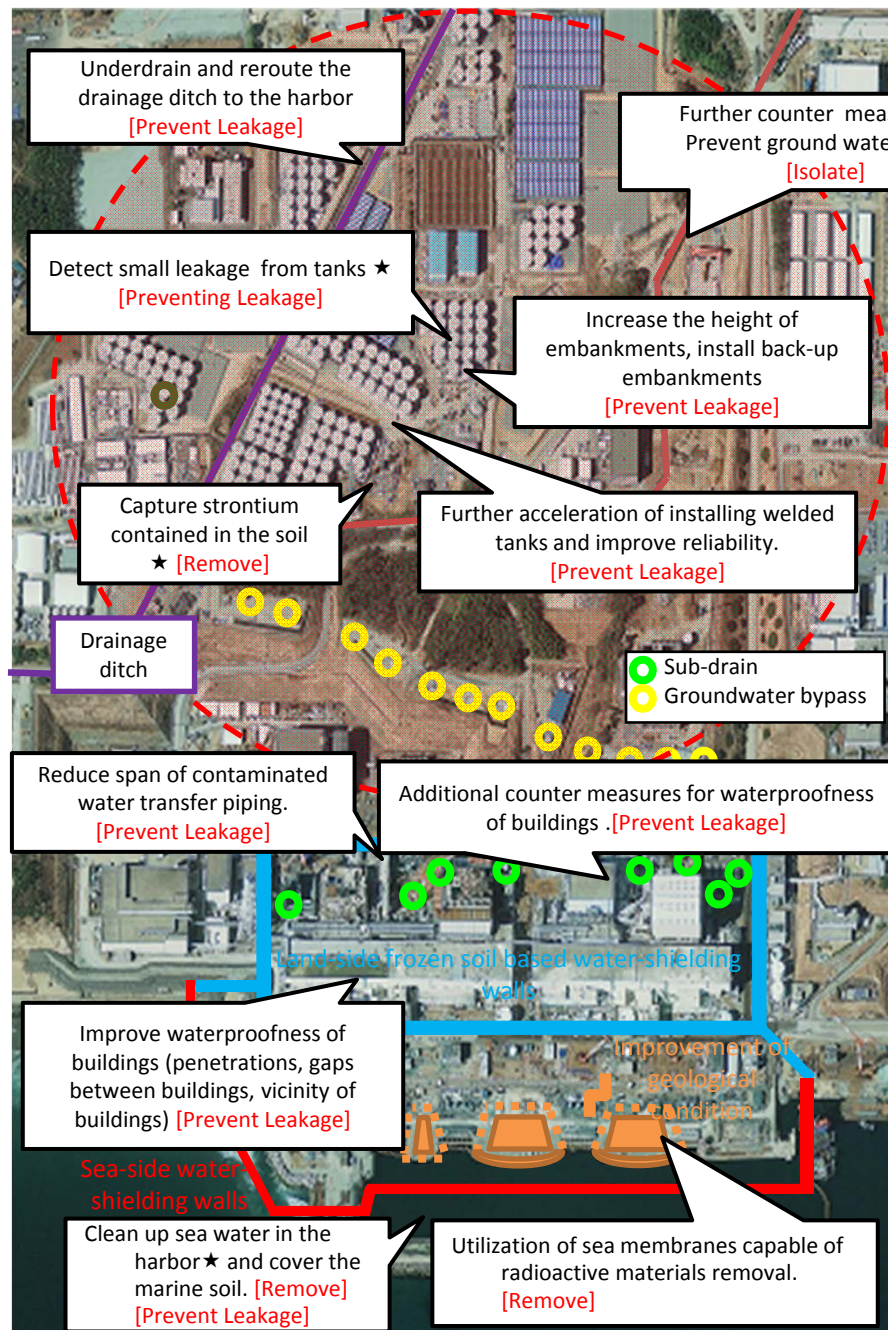 Underdrain and reroute the
drainage ditch to the harbor
[Prevent Leakage]
Further counter mea
Prevent ground wate
[Isolate]
Detect small leakage from tanks ★
[Preventing Leakage]
Increase the height of
embankments, install back-up
embankments
[Prevent Leakage]
Capture strontium
contained in the soil
★ [Remove]
Further acceleration of installing welded
tanks and improve reliability.
[Prevent Leakage]
Drainage
ditch
Sub-drain
Groundwater bypass
Reduce span of contaminated
water transfer piping.
[Prevent Leakage]
Additional counter measures for waterproofness
of buildings .[Prevent Leakage]
Land-side frozen soil based water-shielding
walls
Improve waterproofness of
buildings (penetrations, gaps
between buildings, vicinity of
buildings) [Prevent Leakage]
Improvement of
geological
condition
Sea-side water-
shielding walls
Clean up sea water in the
harbor★ and cover the
marine soil. [Remove]
[Prevent Leakage]
Utilization of sea membranes capable of
radioactive materials removal.
[Remove]